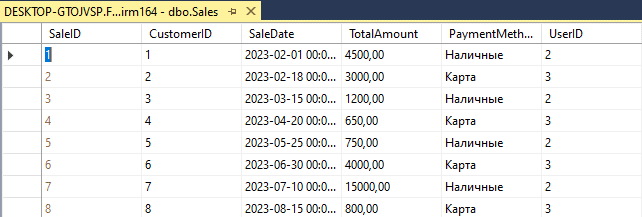 DESKTOP-GTOJVSP.F...irm164 - dbo.Sales
SaleID CustomerID SaleDate TotalAmount PaymentMeth... UserID
1 1 2023-02-01 00:0... 4500,00 Наличные 2
2 2 2023-02-18 00:0... 3000,00 Карта 3
3 3 2023-03-15 00:0... 1200,00 Наличные 2
4 4 2023-04-20 00:0... 650,00 Карта 3
5 5 2023-05-25 00:0... 750,00 Наличные 2
6 6 2023-06-30 00:0... 4000,00 Карта 3
7 7 2023-07-10 00:0... 15000,00 Наличные 2
8 8 2023-08-15 00:0... 800,00 Карта 3